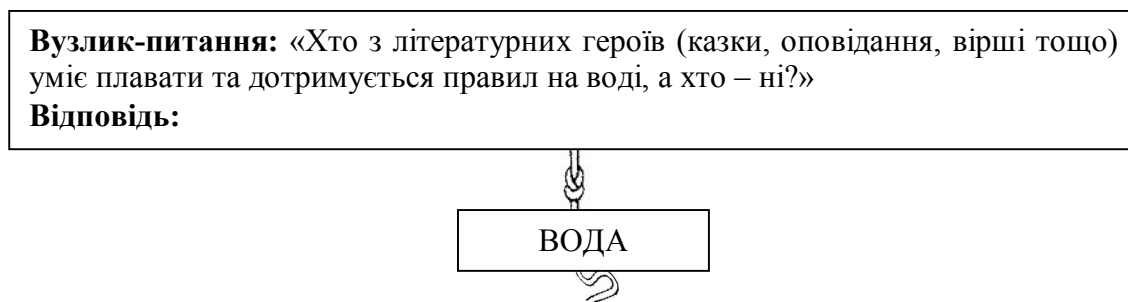 Вузлик-питання: «Хто з літературних героїв (казки, оповідання, вірші тощо)
уміє плавати та дотримується правил на воді, а хто – ні?»
Відповідь:
ВОДА